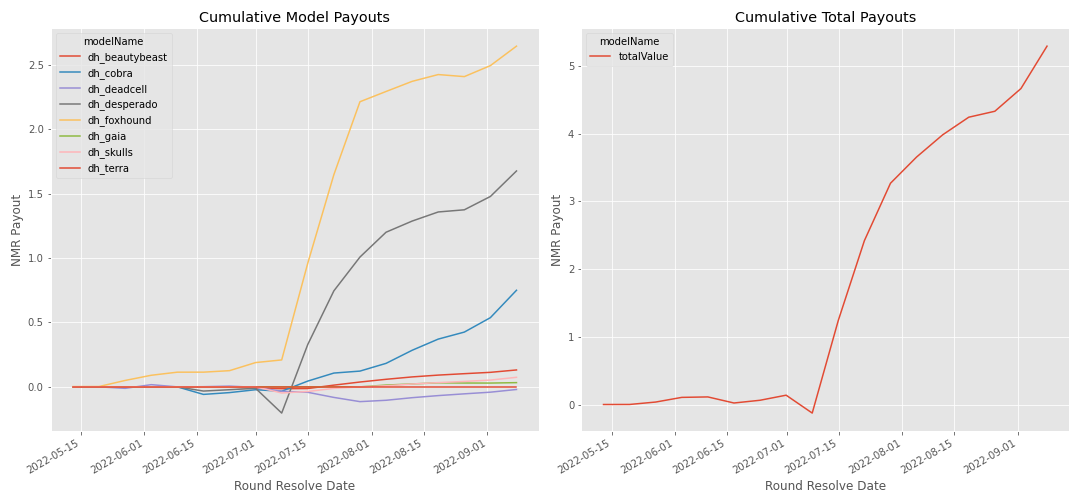 Cumulative Model Payouts
modelName
dh_beautybeast
dh_cobra
dh_deadcell
dh_desperado
dh_foxhound
dh_gaia
dh_skulls
dh_terra
NMR Payout
2.5
2.0
1.5
1.0
0.5
0.0
2022-05-15
2022-06-01
2022-06-15
2022-07-01
2022-07-15
2022-08-01
2022-08-15
2022-09-01
Round Resolve Date
Cumulative Total Payouts
modelName
totalValue
NMR Payout
5
4
3
2
1
0
2022-05-15
2022-06-01
2022-06-15
2022-07-01
2022-07-15
2022-08-01
2022-08-15
2022-09-01
Round Resolve Date